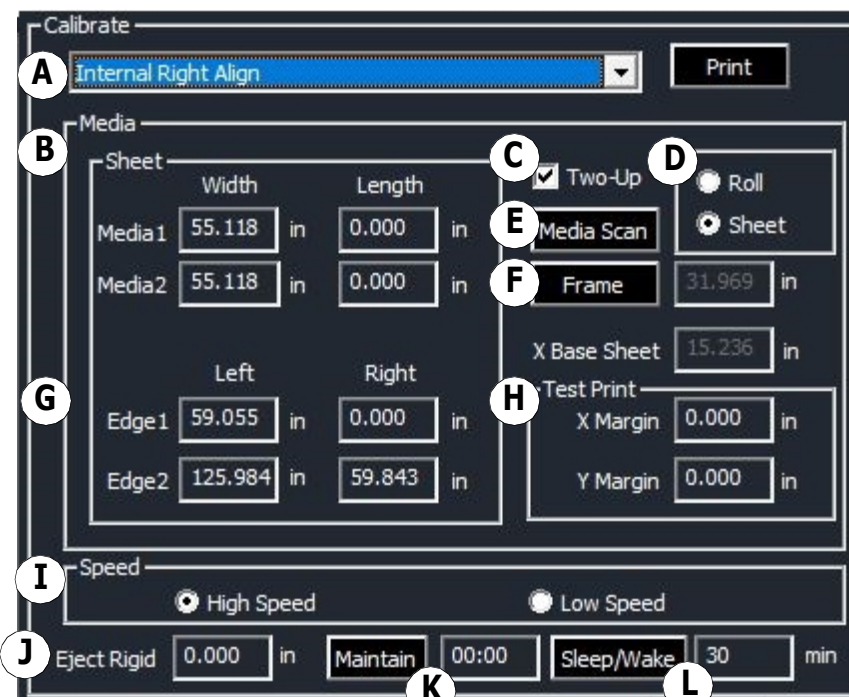 Calibrate
A Internal Right Align Print
Media
B Sheet C D
Width Length Two-Up Roll
Media1 55.118 in 0.000 in E Media Scan Sheet
Media2 55.118 in 0.000 in F Frame 31.969 in
X Base Sheet 15.236 in
Left Right
G H Test Print
Edge1 59.055 in 0.000 in X Margin 0.000 in
Edge2 125.984 in 59.843 in Y Margin 0.000 in
Speed
I High Speed Low Speed
J Eject Rigid 0.000 in Maintain 00:00 Sleep/Wake 30 min
K L